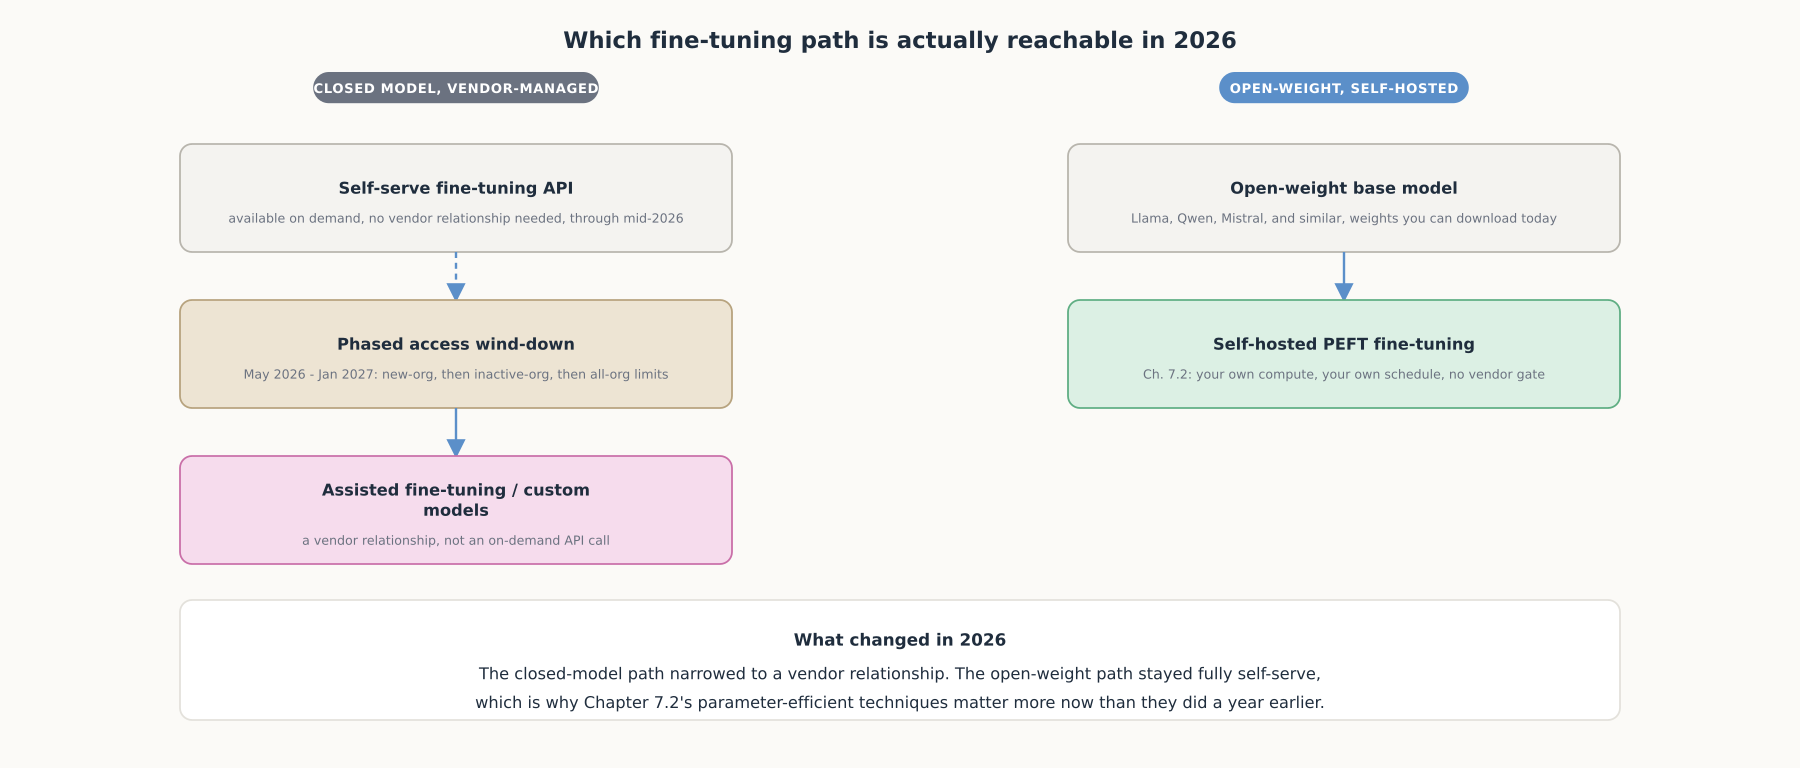 Which fine-tuning path is actually reachable in 2026
CLOSED MODEL, VENDOR-MANAGED
Self-serve fine-tuning API
available on demand, no vendor relationship needed, through mid-2026
Phased access wind-down
May 2026 - Jan 2027: new-org, then inactive-org, then all-org limits
Assisted fine-tuning / custom
models
a vendor relationship, not an on-demand API call
OPEN-WEIGHT, SELF-HOSTED
Open-weight base model
Llama, Qwen, Mistral, and similar, weights you can download today
Self-hosted PEFT fine-tuning
Ch. 7.2: your own compute, your own schedule, no vendor gate
What changed in 2026
The closed-model path narrowed to a vendor relationship. The open-weight path stayed fully self-serve,
which is why Chapter 7.2's parameter-efficient techniques matter more now than they did a year earlier.